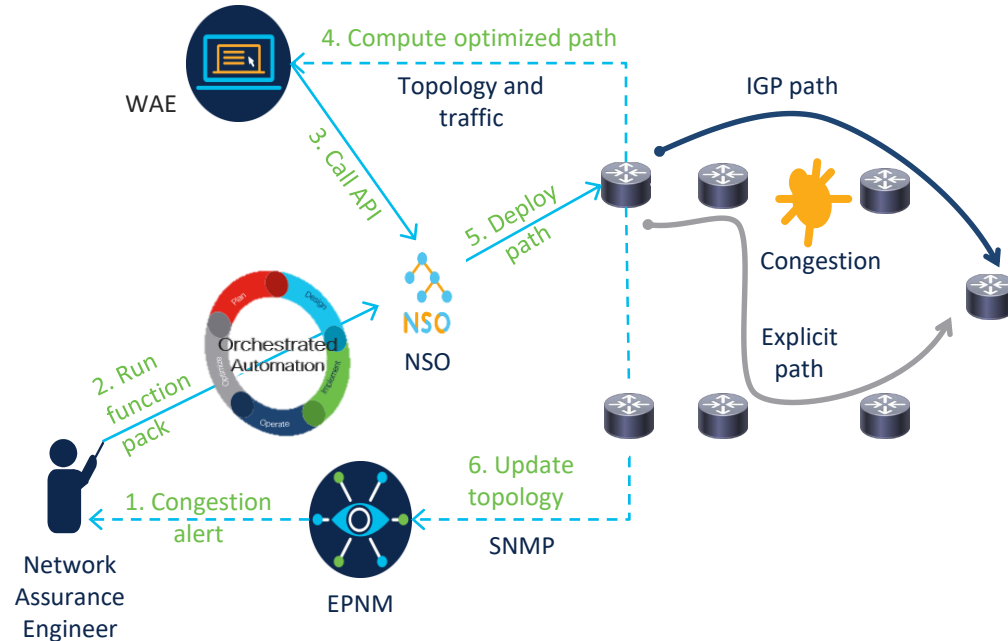 4. Compute optimized path
WAE
Topology and
traffic
IGP path
3. Call API
5. Deploy
path
Congestion
Plan
Design
Implement
Operate
Optimize
Orchestrated
Automation
NSO
NSO
Explicit
path
2. Run
function
pack
6. Update
topology
1. Congestion
alert
SNMP
Network
Assurance
Engineer
EPNM